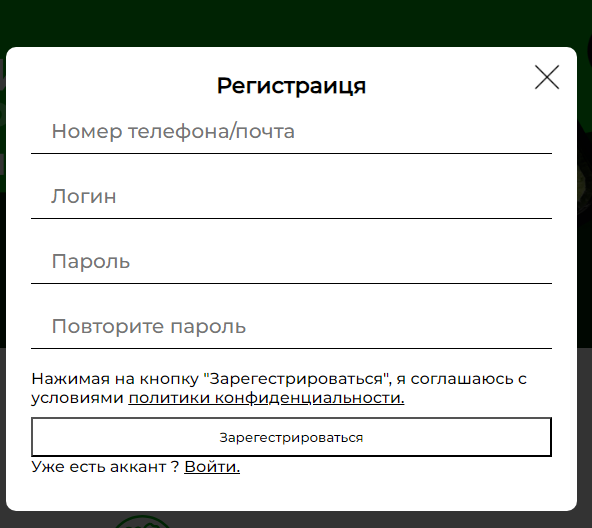 Регистраиця
Номер телефона/почта
Логин
Пароль
Повторите пароль
Нажимая на кнопку "Зарегестрироваться", я соглашаюсь с
условиями политики конфиденциальности.
Зарегестрироваться
Уже есть аккант ? Войти.